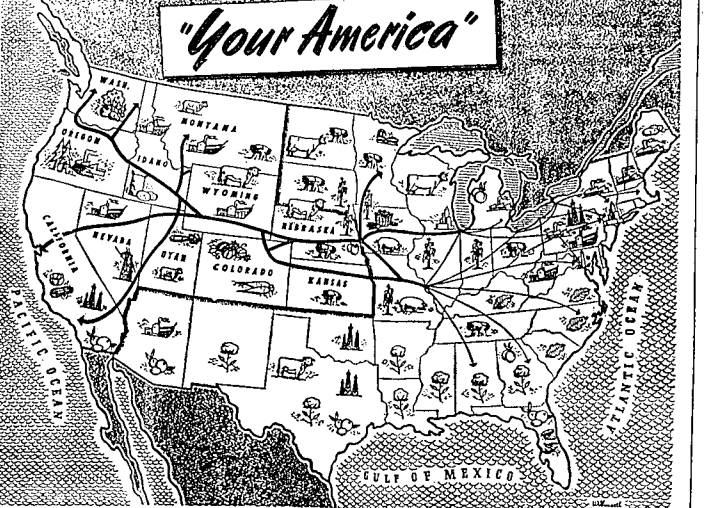 "Your America"
WASH.
MONTANA
OREGON
IDAHO
WYOMING
NEBRASKA
CALIFORNIA
NEVADA
UTAH
COLORADO
KANSAS
PACIFIC OCEAN
ATLANTIC OCEAN
GULF OF MEXICO